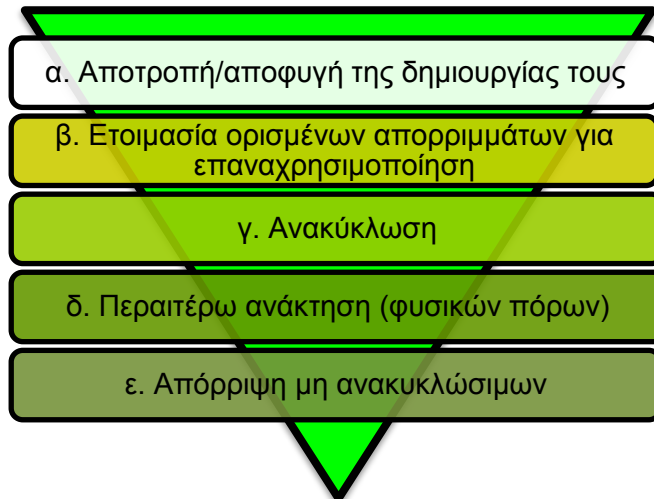 α. Αποτροπή/αποφυγή της δημιουργίας τους
β. Ετοιμασία ορισμένων απορριμμάτων για
επαναχρησιμοποίηση
γ. Ανακύκλωση
δ. Περαιτέρω ανάκτηση (φυσικών πόρων)
ε. Απόρριψη μη ανακυκλώσιμων